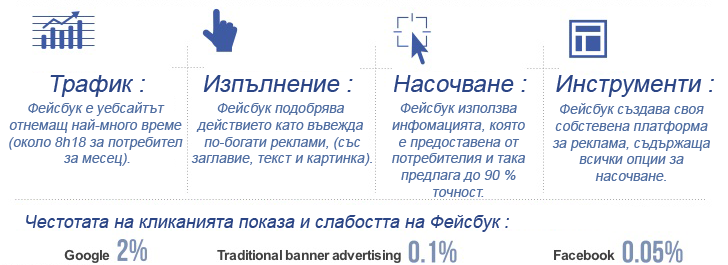 Трафик :
Фейсбук е уебсайтът
отнемащ най-много време
(около 8h18 за потребител
за месец).
Изпълнение :
Фейсбук подобрява
действието като въвежда
по-богати реклами, (със
заглавие, текст и картинка).
Насочване :
Фейсбук използва
инфомацията, която
е предоставена от
потребителия и така
предлага до 90 %
точност.
Инструменти :
Фейсбук създава своя
собстевена платформа
за реклама, съдържаща
всички опции за
насочване.
Честотата на кликанията показа и слабостта на Фейсбук :
Google 2%
Traditional banner advertising 0.1%
Facebook 0.05%